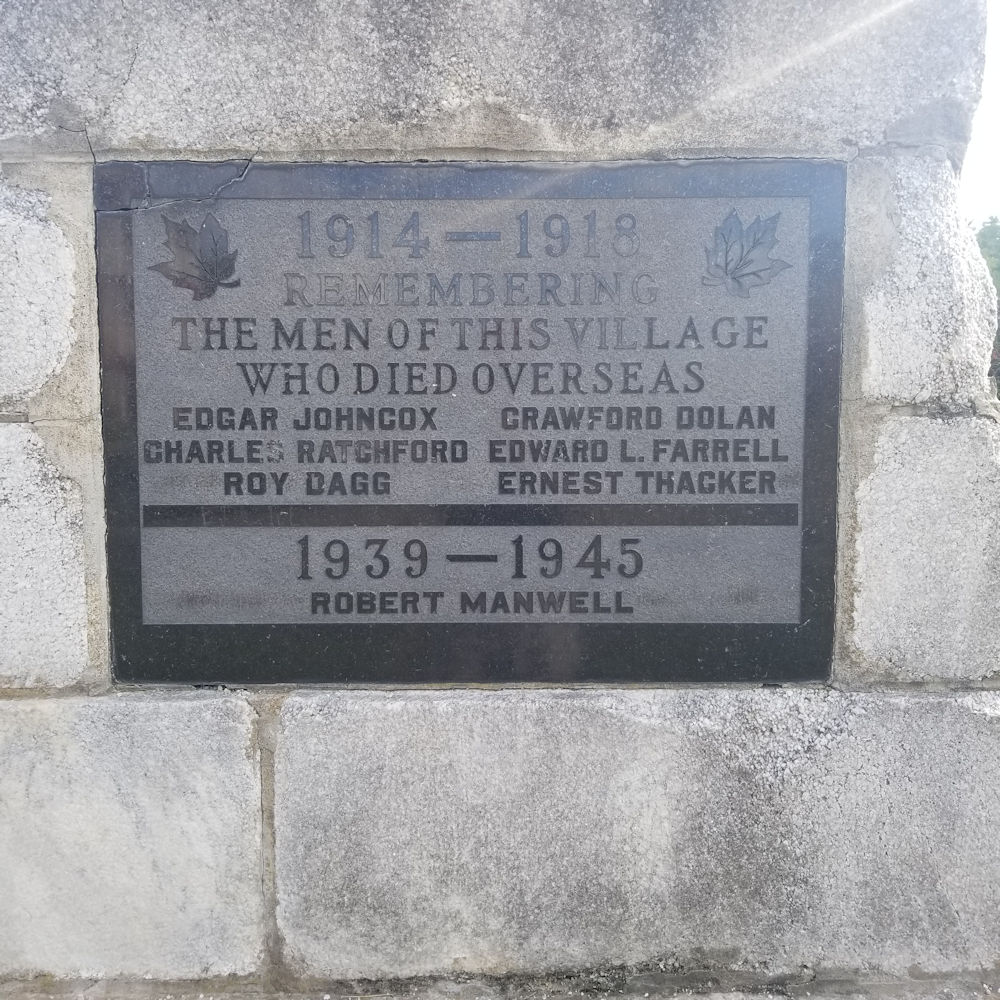 1914 — 1918
REMEMBERING
THE MEN OF THIS VILLAGE
WHO DIED OVERSEAS
EDGAR JOHNCOX CRAWFORD DOLAN
CHARLES RATCHFORD EDWARD L. FARRELL
ROY DAGG ERNEST THACKER
1939 — 1945
ROBERT MANWELL